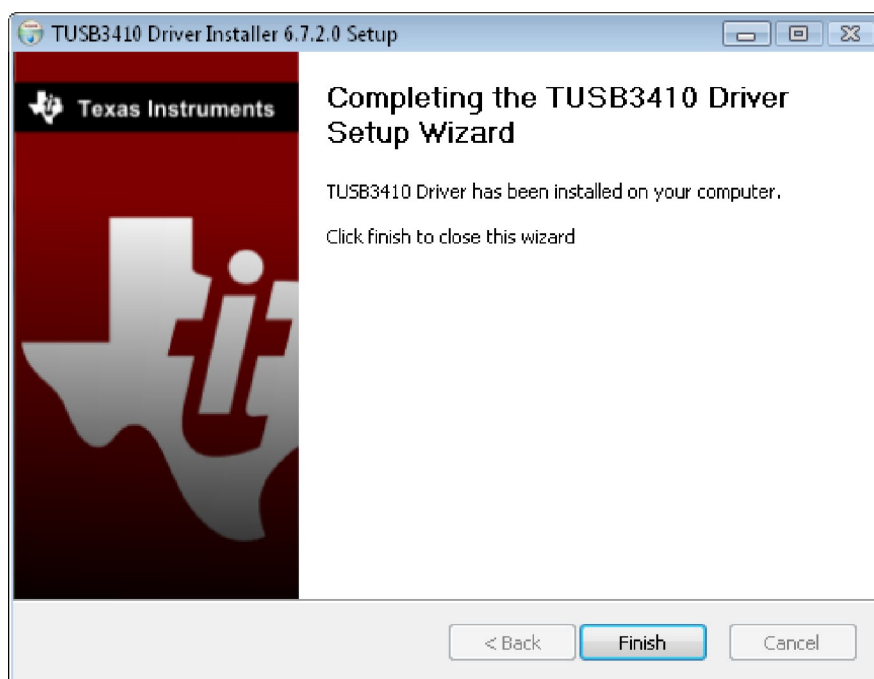 TUSB3410 Driver Installer 6.7.2.0 Setup
Texas Instruments
Completing the TUSB3410 Driver
Setup Wizard
TUSB3410 Driver has been installed on your computer.
Click finish to close this wizard
< Back
Finish
Cancel